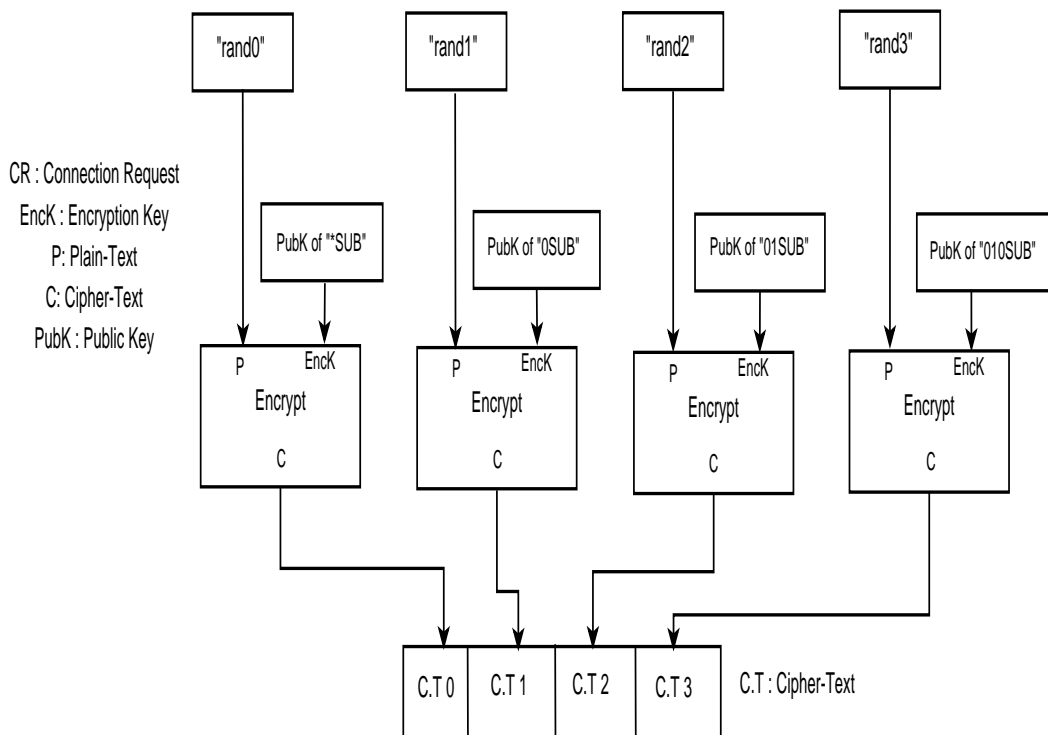 "rand0"
"rand1"
"rand2"
"rand3"
CR : Connection Request
EncK : Encryption Key
P: Plain-Text
C: Cipher-Text
PubK : Public Key
PubK of "*SUB"
PubK of "0SUB"
PubK of "01SUB"
PubK of "010SUB"
P EncK
Encrypt
C
P EncK
Encrypt
C
P EncK
Encrypt
C
P EncK
Encrypt
C
C.T 0
C.T 1
C.T 2
C.T 3
C.T : Cipher-Text